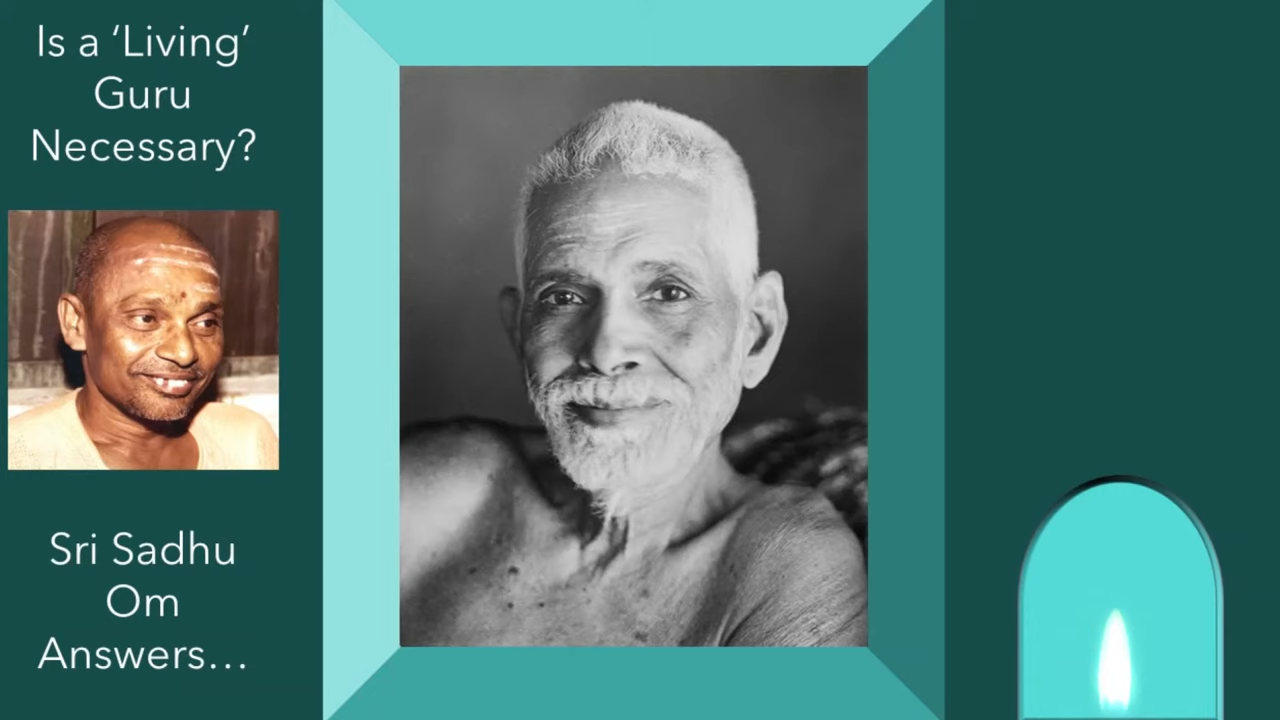 Is a ‘Living’
Guru
Necessary?
Sri Sadhu
Om
Answers…